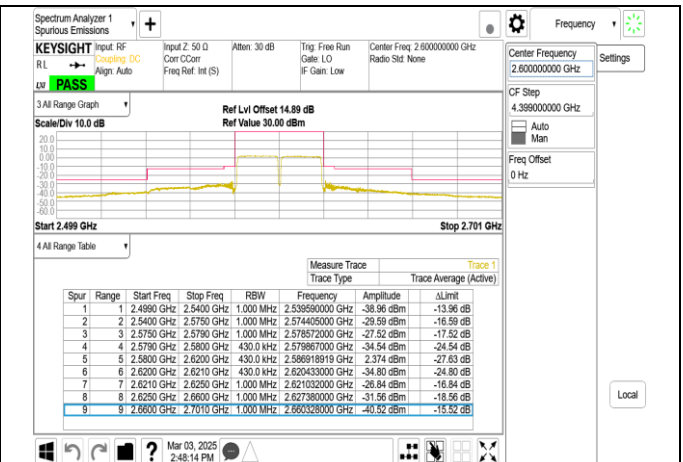 Spectrum Analyzer 1
Spurious Emissions
+
Frequency
KEYSIGHT
RL
Align: Auto
LXI PASS
Input: RF
Coupling: DC
Input Z: 50 Ω
Corr CCorr
Freq Ref: Int (S)
Atten: 30 dB
Trig: Free Run
Gate: LO
IF Gain: Low
Center Freq: 2.600000000 GHz
Radio Std: None
Center Frequency
2.600000000 GHz
Settings
CF Step
4.399000000 GHz
Auto
Man
Freq Offset
0 Hz
3 All Range Graph
Scale/Div 10.0 dB
Ref Lvl Offset 14.89 dB
Ref Value 30.00 dBm
20.0
10.0
0.00
-10.0
-20.0
-30.0
-40.0
-50.0
-60.0
Start 2.499 GHz
Stop 2.701 GHz
4 All Range Table
Measure Trace Trace 1
Trace Type Trace Average (Active)
Spur Range Start Freq Stop Freq RBW Frequency Amplitude ΔLimit
1 1 2.4990 GHz 2.5400 GHz 1.000 MHz 2.539590000 GHz -38.96 dBm -13.96 dB
2 2 2.5400 GHz 2.5750 GHz 1.000 MHz 2.574405000 GHz -29.59 dBm -16.59 dB
3 3 2.5750 GHz 2.5790 GHz 1.000 MHz 2.578572000 GHz -27.52 dBm -17.52 dB
4 4 2.5790 GHz 2.5800 GHz 430.0 kHz 2.579867000 GHz -34.54 dBm -24.54 dB
5 5 2.5800 GHz 2.6200 GHz 430.0 kHz 2.586918919 GHz 2.374 dBm -27.63 dB
6 6 2.6200 GHz 2.6210 GHz 430.0 kHz 2.620433000 GHz -34.80 dBm -24.80 dB
7 7 2.6210 GHz 2.6250 GHz 1.000 MHz 2.621032000 GHz -26.84 dBm -16.84 dB
8 8 2.6250 GHz 2.6600 GHz 1.000 MHz 2.627380000 GHz -31.56 dBm -18.56 dB
9 9 2.6600 GHz 2.7010 GHz 1.000 MHz 2.660328000 GHz -40.52 dBm -15.52 dB
Local
?
Mar 03, 2025
2:48:14 PM